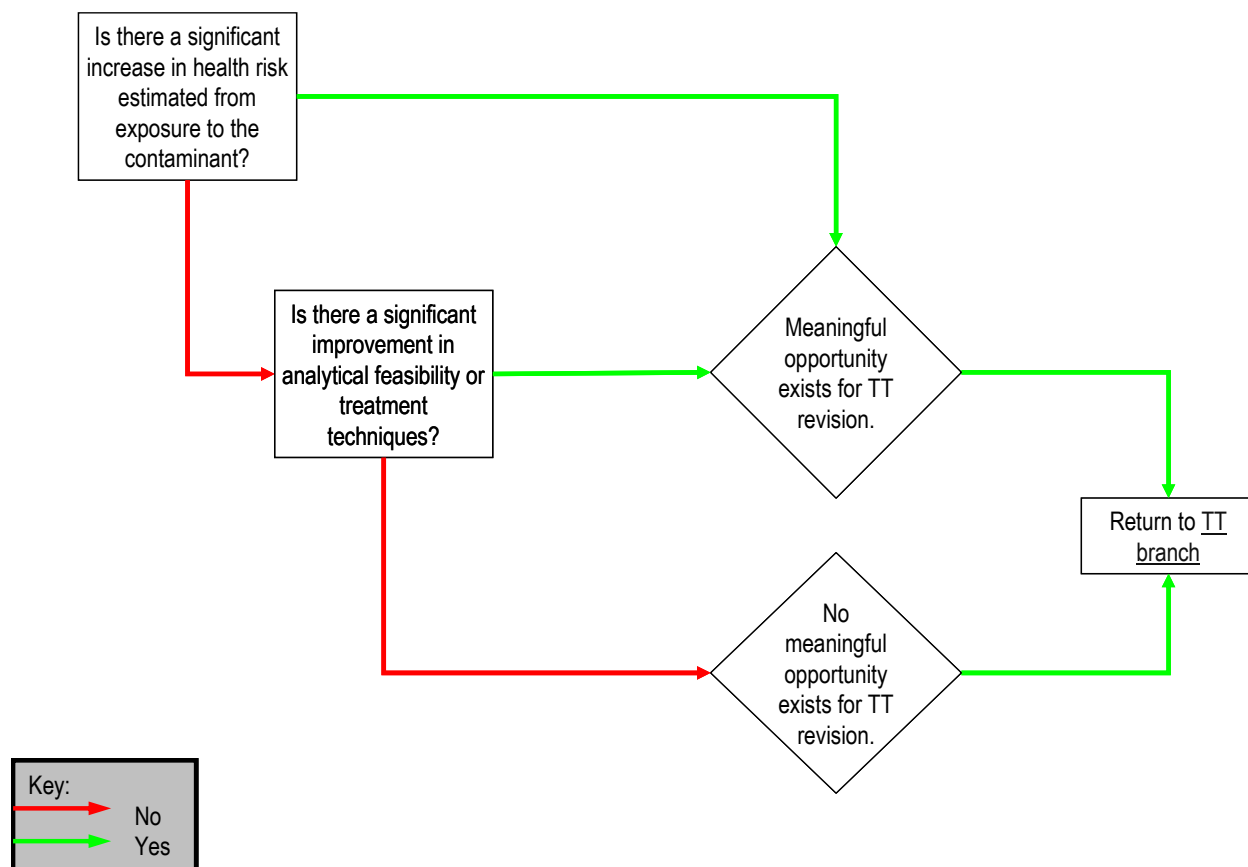 Is there a significant
increase in health risk
estimated from
exposure to the
contaminant?
Is there a significant
improvement in
analytical feasibility or
treatment
techniques?
Meaningful
opportunity
exists for TT
revision.
Return to TT
branch
No
meaningful
opportunity
exists for TT
revision.
Key:
No
Yes